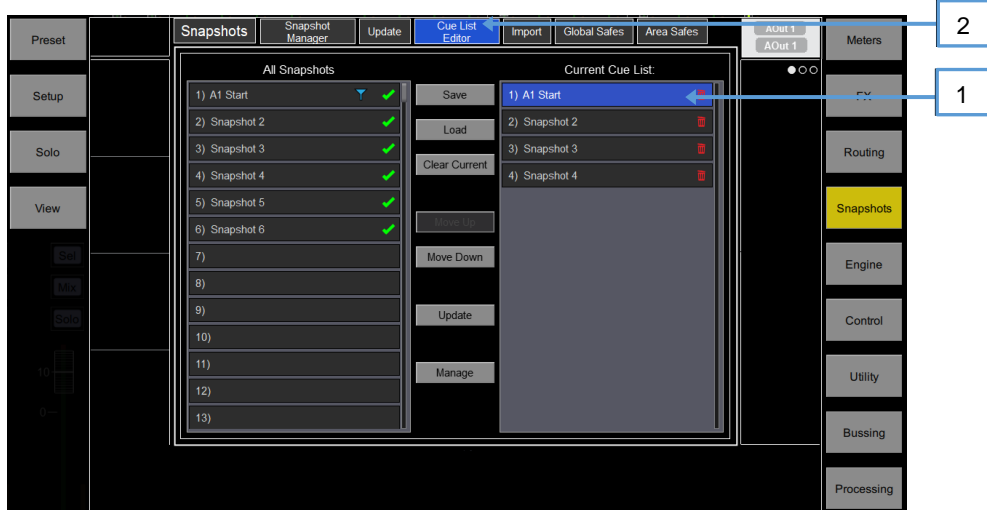 Preset
Setup
Solo
View
Sel
Mix
Solo
10
0
Snapshots
Snapshot
Manager
Update
Cue List
Editor
Import
Global Safes
Area Safes
AOut 1
AOut 1
2
1
All Snapshots
1) A1 Start
2) Snapshot 2
3) Snapshot 3
4) Snapshot 4
5) Snapshot 5
6) Snapshot 6
7)
8)
9)
10)
11)
12)
13)
Save
Load
Clear Current
Move Up
Move Down
Update
Manage
Current Cue List:
1) A1 Start
2) Snapshot 2
3) Snapshot 3
4) Snapshot 4
Meters
FX
Routing
Snapshots
Engine
Control
Utility
Bussing
Processing